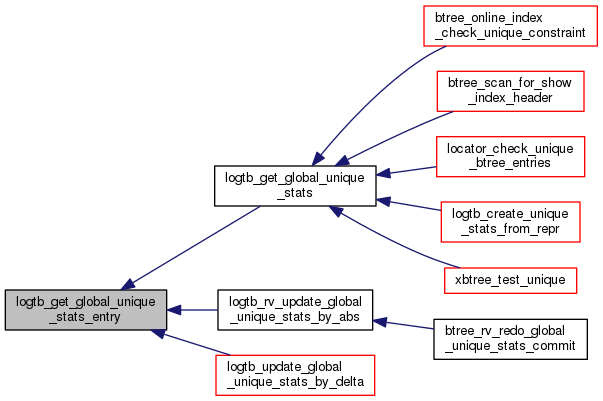 btree_online_index
_check_unique_constraint
btree_scan_for_show
_index_header
locator_check_unique
_btree_entries
logtb_get_global_unique
_stats
logtb_create_unique
_stats_from_repr
xbtree_test_unique
logtb_get_global_unique
_stats_entry
logtb_rv_update_global
_unique_stats_by_abs
btree_rv_redo_global
_unique_stats_commit
logtb_update_global
_unique_stats_by_delta